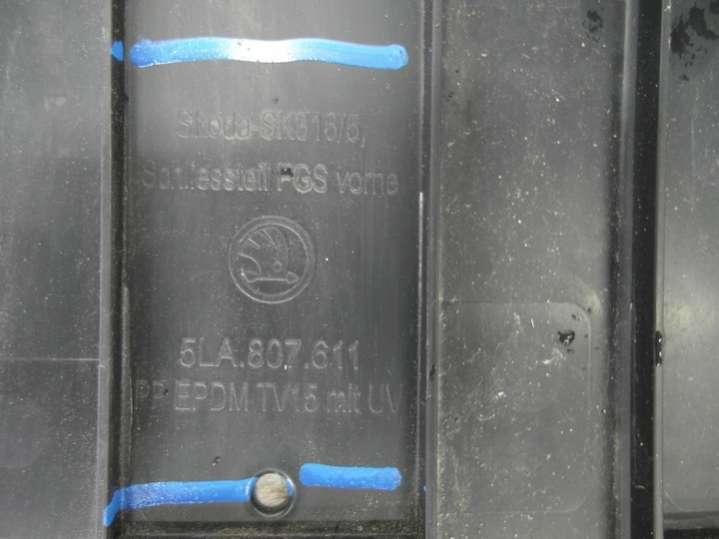 Skoda-SK316/5,
Schliessteil FGS vorne
5LA.807.611
PP EPDM TV15 mit UV